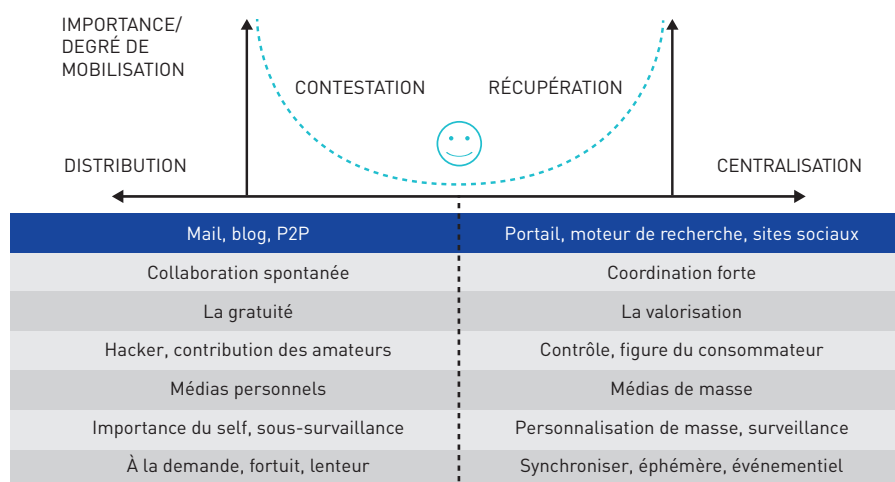 IMPORTANCE/
DEGRÉ DE
MOBILISATION
CONTESTATION
RÉCUPÉRATION
DISTRIBUTION
CENTRALISATION
Mail, blog, P2P
Portail, moteur de recherche, sites sociaux
Collaboration spontanée
Coordination forte
La gratuité
La valorisation
Hacker, contribution des amateurs
Contrôle, figure du consommateur
Médias personnels
Médias de masse
Importance du self, sous-survaillance
Personnalisation de masse, surveillance
À la demande, fortuit, lenteur
Synchroniser, éphémère, événementiel